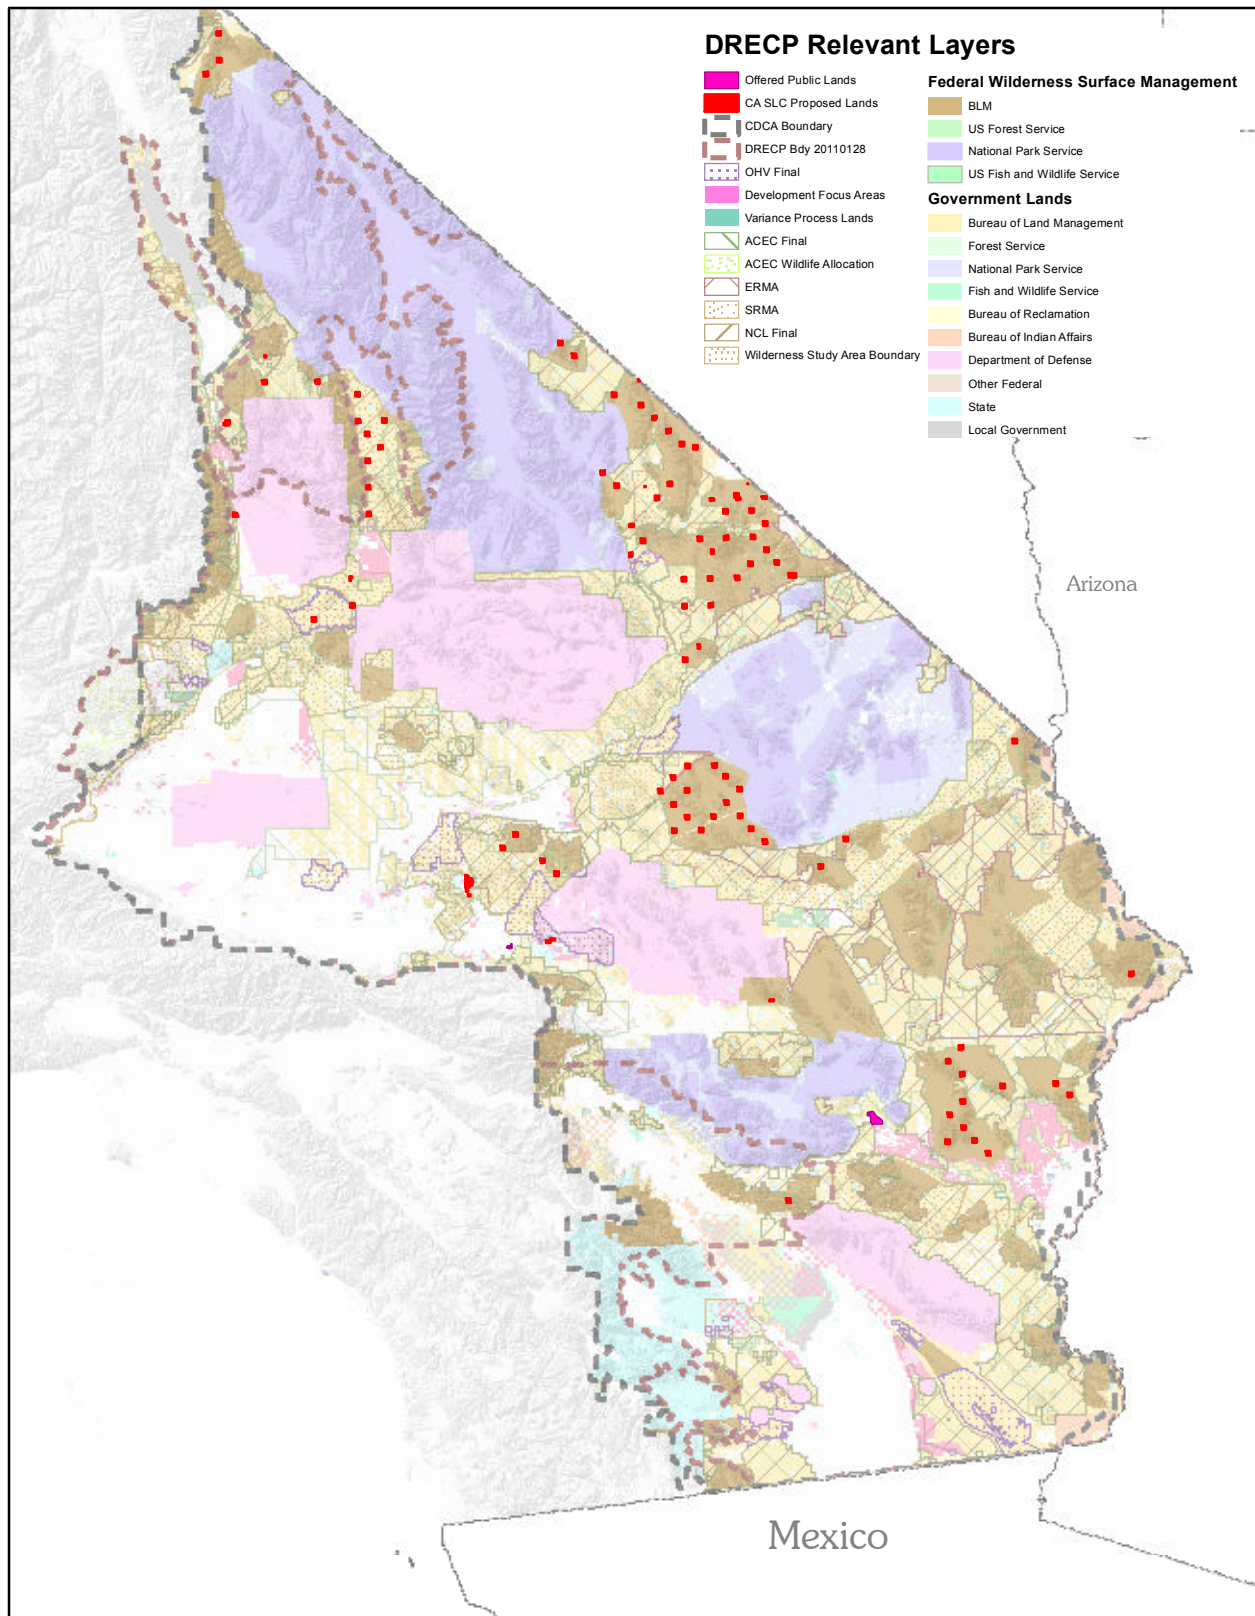 DRECP Relevant Layers
Offered Public Lands
CA SLC Proposed Lands
CDCA Boundary
DRECP Bdy 20110128
OHV Final
Development Focus Areas
Variance Process Lands
ACEC Final
ACEC Wildlife Allocation
ERMA
SRMA
NCL Final
Wilderness Study Area Boundary
Federal Wilderness Surface Management
BLM
US Forest Service
National Park Service
US Fish and Wildlife Service
Government Lands
Bureau of Land Management
Forest Service
National Park Service
Fish and Wildlife Service
Bureau of Reclamation
Bureau of Indian Affairs
Department of Defense
Other Federal
State
Local Government
Arizona
Mexico